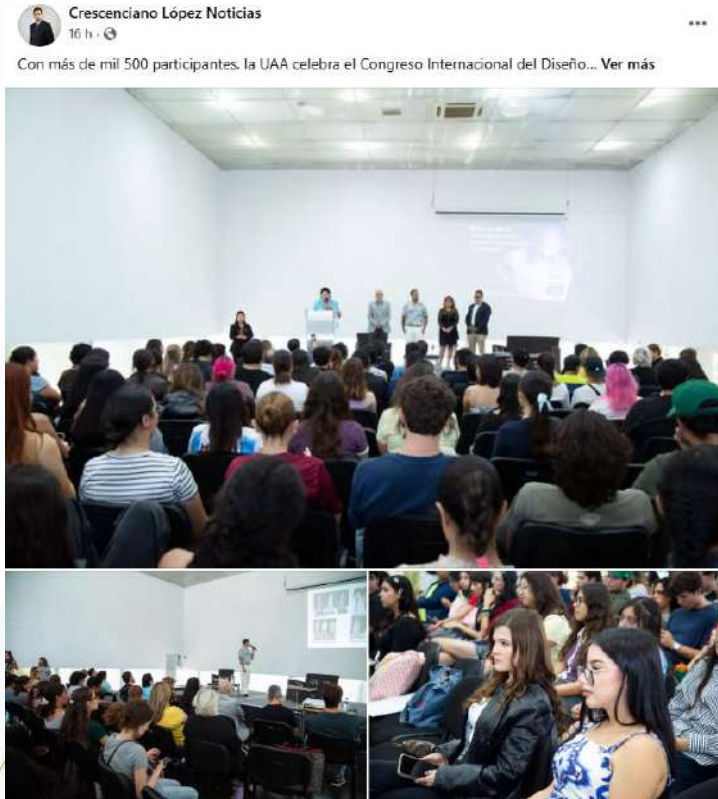 Crescenciano López Noticias
16 h ·
Con más de mil 500 participantes. la UAA celebra el Congreso Internacional del Diseño... Ver más